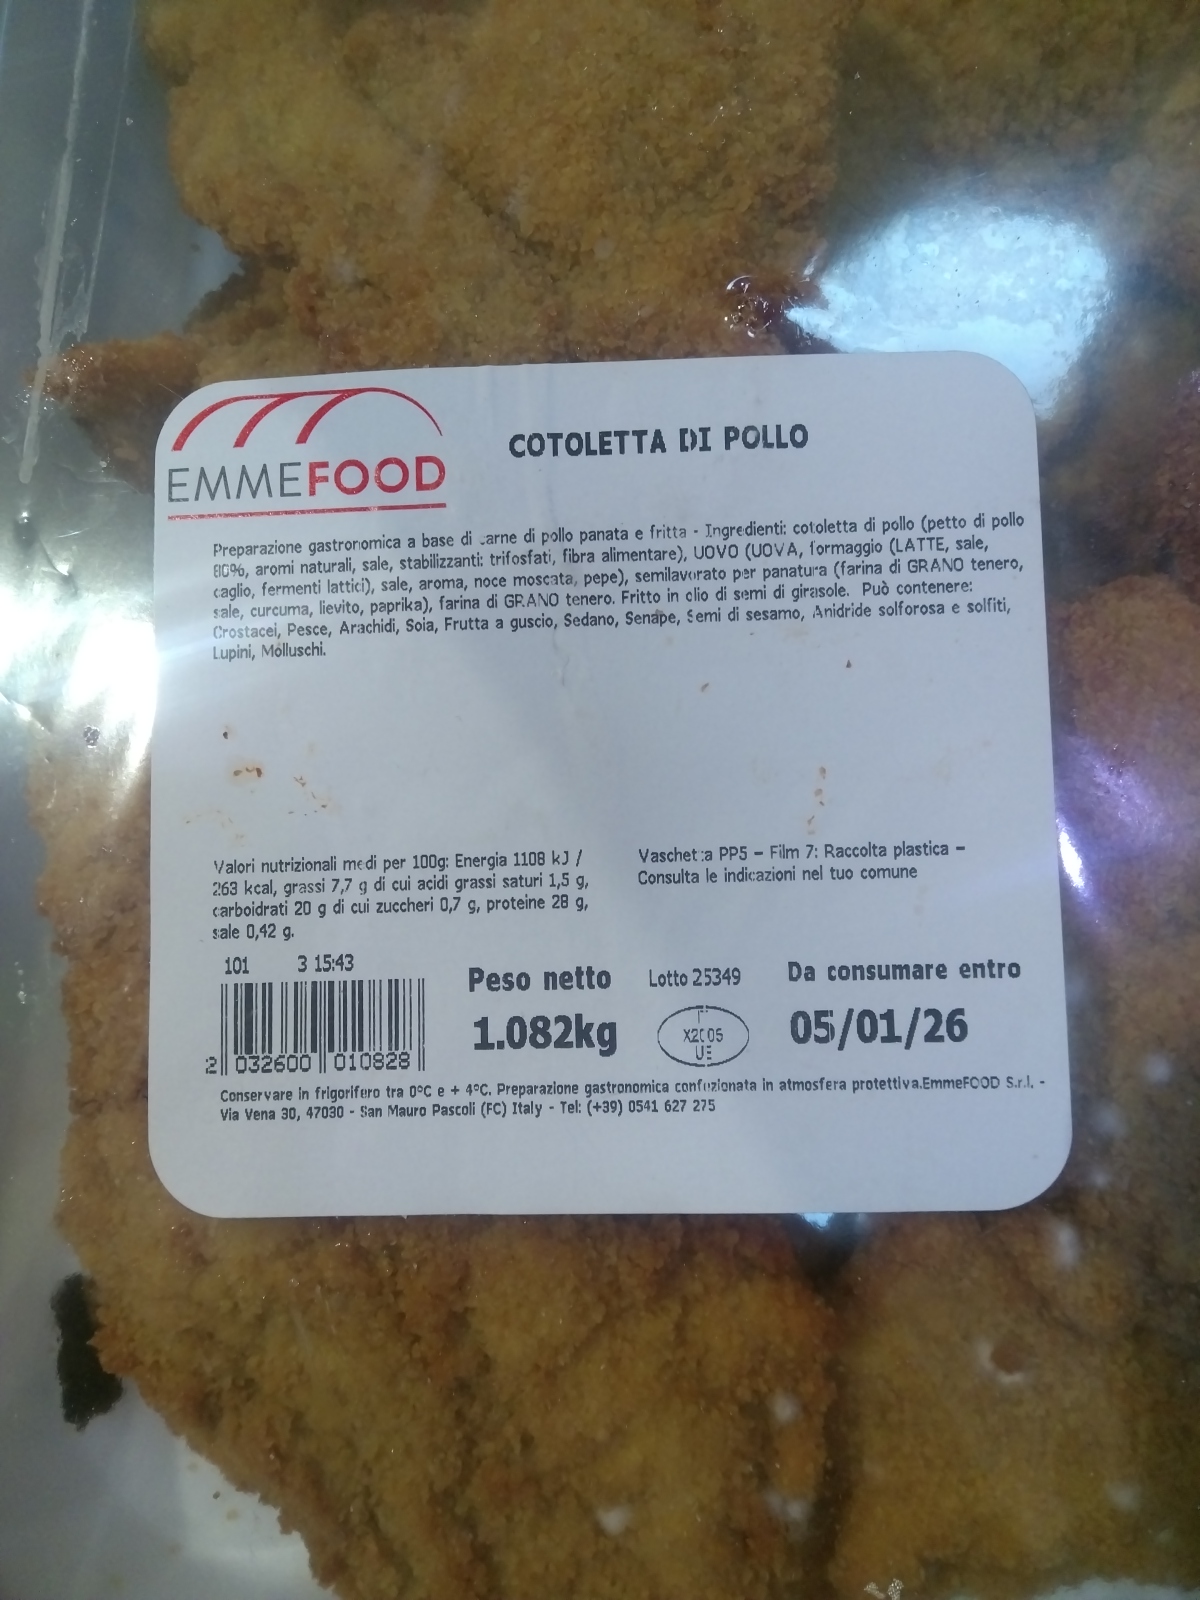 EMMEFOOD
COTOLETTA DI POLLO
Preparazione gastronomica a base di carne di pollo panata e fritta - Ingredienti: cotoletta di pollo (petto di pollo
80%, aromi naturali, sale, stabilizzanti: trifosfati, fibra alimentare), UOVO (UOVA, formaggio (LATTE, sale,
caglio, fermenti lattici), sale, aroma, noce moscata, pepe), semilavorato per panatura (farina di GRANO tenero,
sale, curcuma, lievito, paprika), farina di GRANO tenero. Fritto in olio di semi di girasole. Può contenere:
Crostacei, Pesce, Arachidi, Soia, Frutta a guscio, Sedano, Senape, Semi di sesamo, Anidride solforosa e solfiti,
Lupini, Molluschi.
Valori nutrizionali medi per 100g: Energia 1108 kJ /
263 kcal, grassi 7,7 g di cui acidi grassi saturi 1,5 g,
carboidrati 20 g di cui zuccheri 0,7 g, proteine 28 g,
sale 0,42 g.
Vaschetta PP5 - Film 7: Raccolta plastica -
Consulta le indicazioni nel tuo comune
101 3 15:43
2 032600 010828
Peso netto
1.082kg
Lotto 25349
UE
Da consumare entro
05/01/26
Conservare in frigorifero tra 0°C e + 4°C. Preparazione gastronomica confezionata in atmosfera protettiva.EmmeFOOD S.r.l. -
Via Vena 30, 47030 - San Mauro Pascoli (FC) Italy - Tel: (+39) 0541 627 275